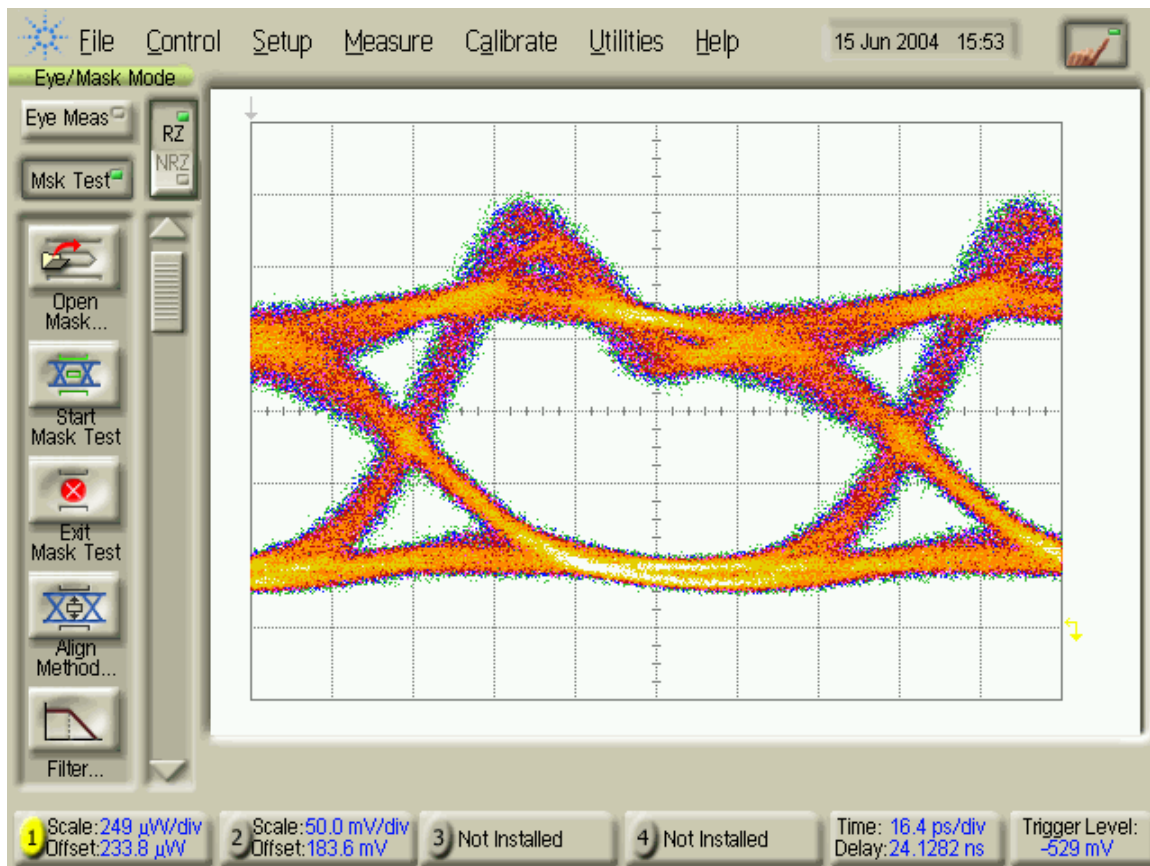 File Control Setup Measure Calibrate Utilities Help 15 Jun 2004 15:53
Eye/Mask Mode
Eye Meas
RZ
NRZ
Msk Test
Open
Mask...
Start
Mask Test
Exit
Mask Test
Align
Method...
Filter...
1 Scale:249 µW/div
Offset:233.8 µW
2 Scale:50.0 mV/div
Offset:183.6 mV
3 Not Installed
4 Not Installed
Time: 16.4 ps/div
Delay:24.1282 ns
Trigger Level:
-529 mV